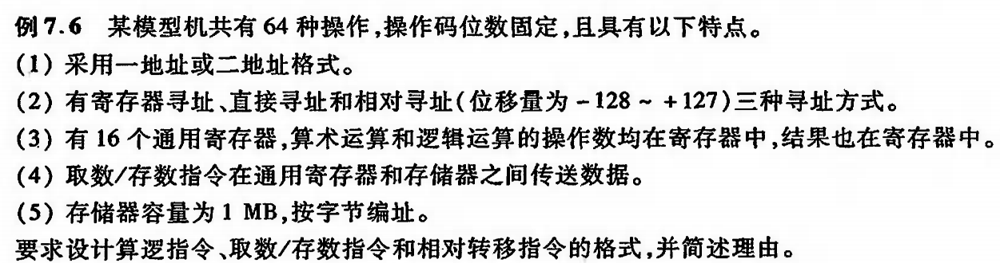 例7.6 某模型机共有64种操作,操作码位数固定,且具有以下特点。
(1) 采用一地址或二地址格式。
(2) 有寄存器寻址、直接寻址和相对寻址(位移量为-128~+127)三种寻址方式。
(3) 有16个通用寄存器,算术运算和逻辑运算的操作数均在寄存器中,结果也在寄存器中。
(4) 取数/存数指令在通用寄存器和存储器之间传送数据。
(5) 存储器容量为1 MB,按字节编址。
要求设计算逻指令、取数/存数指令和相对转移指令的格式,并简述理由。